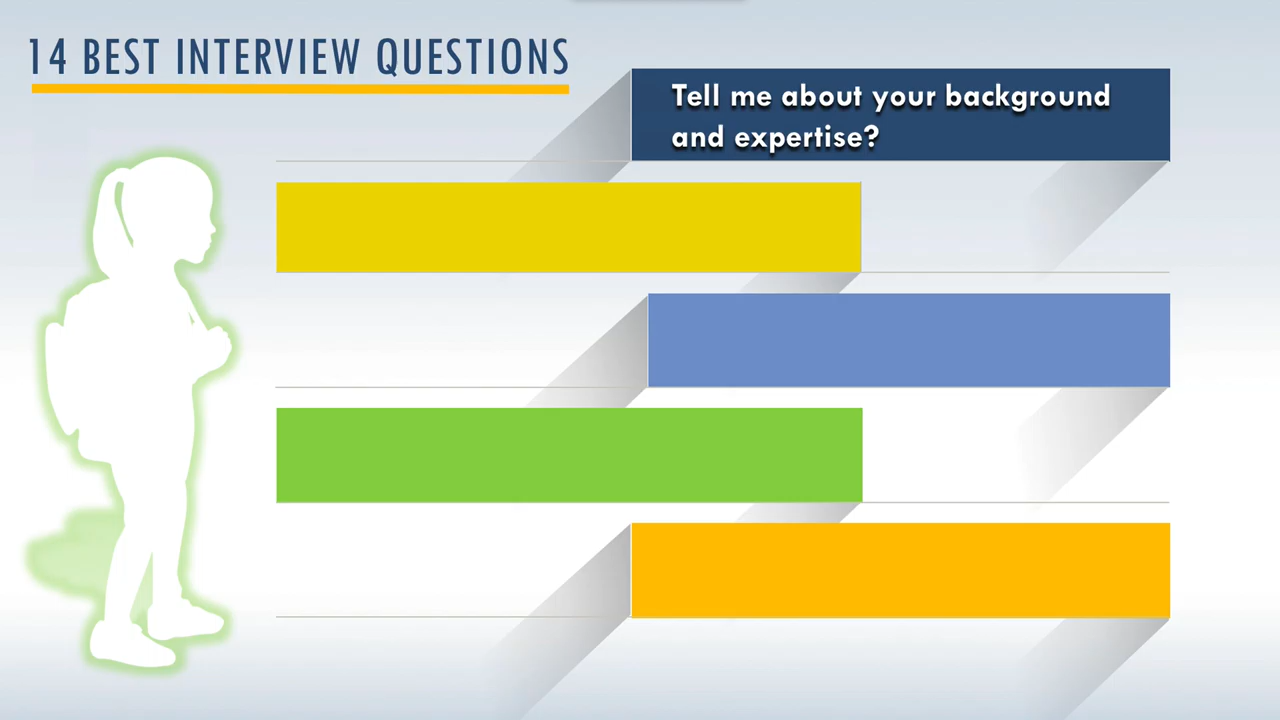 14 BEST INTERVIEW QUESTIONS
Tell me about your background
and expertise?